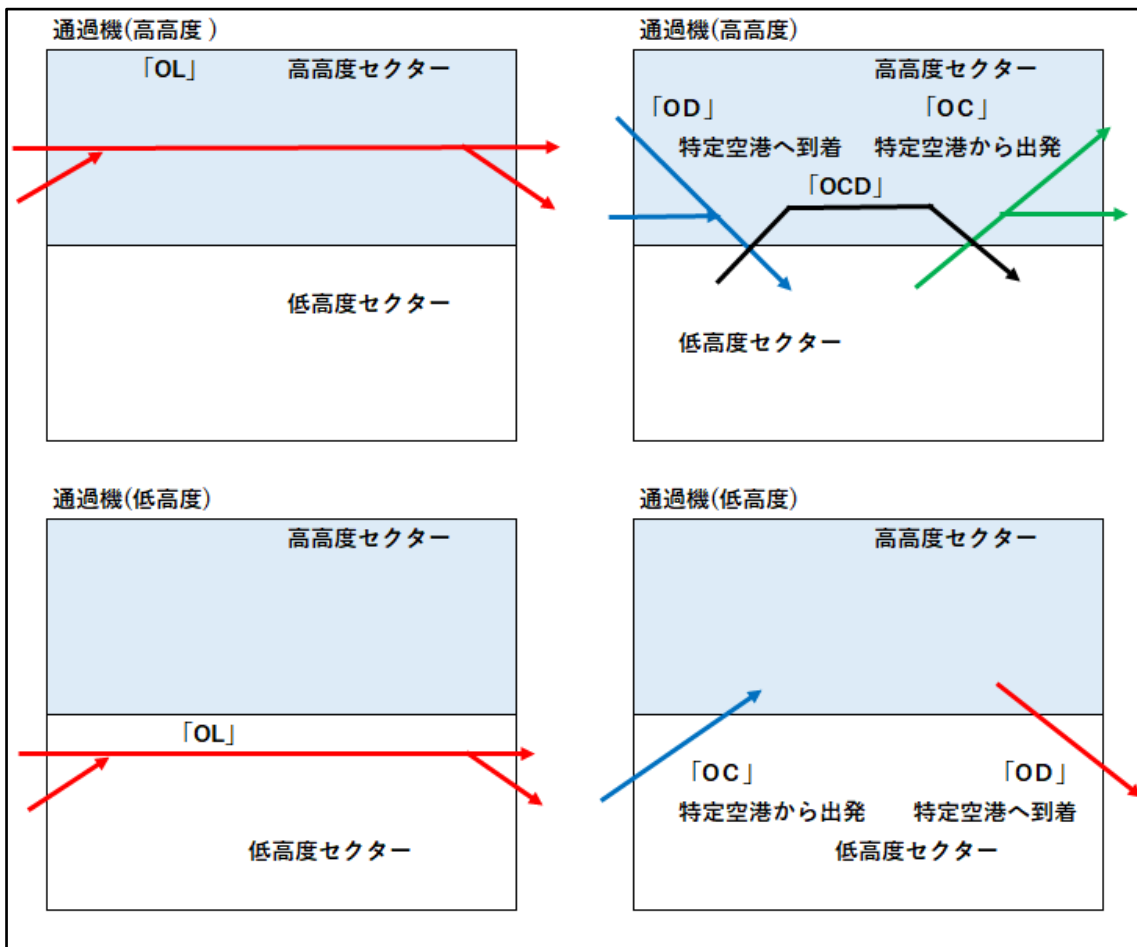 通過機(高高度 )
「OL」 高高度セクター
低高度セクター
通過機(高高度)
高高度セクター
「OD」 「OC」
特定空港へ到着 特定空港から出発
「OCD」
低高度セクター
通過機(低高度)
高高度セクター
「OL」
低高度セクター
通過機(低高度)
高高度セクター
「OC」 「OD」
特定空港から出発 特定空港へ到着
低高度セクター